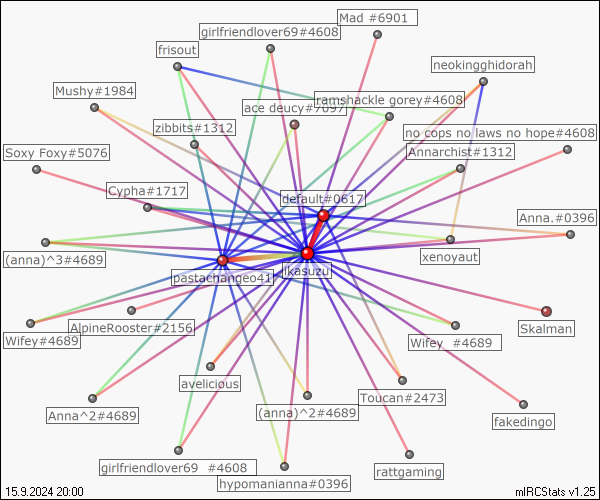 Mad #6901
girlfriendlover69#4608
frisout
neokingghidorah
Mushy#1984
ramshackle gorey#4608
ace deucy#7097
zibbits#1312
no cops no laws no hope#4608
Soxy Foxy#5076
Annarchist#1312
Cypha#1717
default#0617
Anna.#0396
(anna)^3#4689
xenoyaut
ikasuzu
pastachangeo41
AlpineRooster#2156
Skalman
Wifey#4689
Wifey  #4689
avelicious
Toucan#2473
Anna^2#4689
(anna)^2#4689
fakedingo
girlfriendlover69  #4608
rattgaming
hypomanianna#0396
15.9.2024 20:00
mIRCStats v1.25